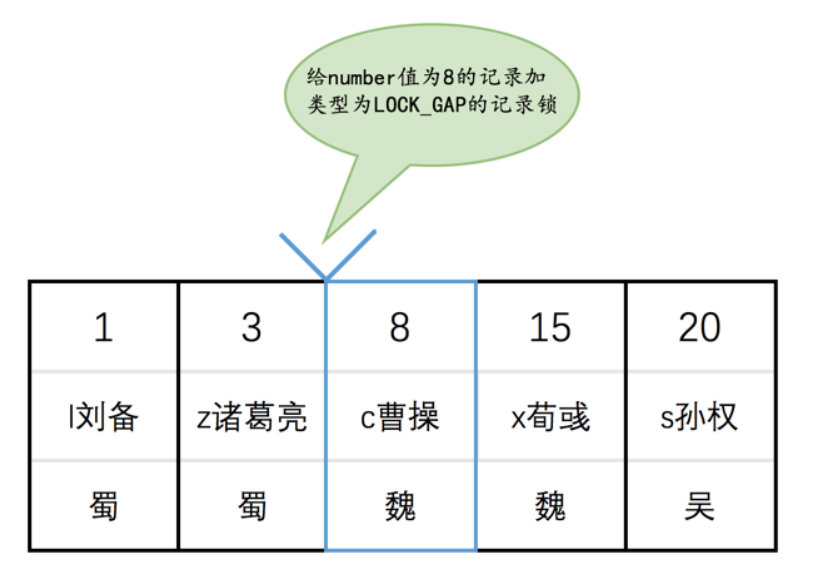 给number值为8的记录加
类型为LOCK_GAP的记录锁
1 3 8 15 20
l刘备 z诸葛亮 c曹操 x荀彧 s孙权
蜀 蜀 魏 魏 吴